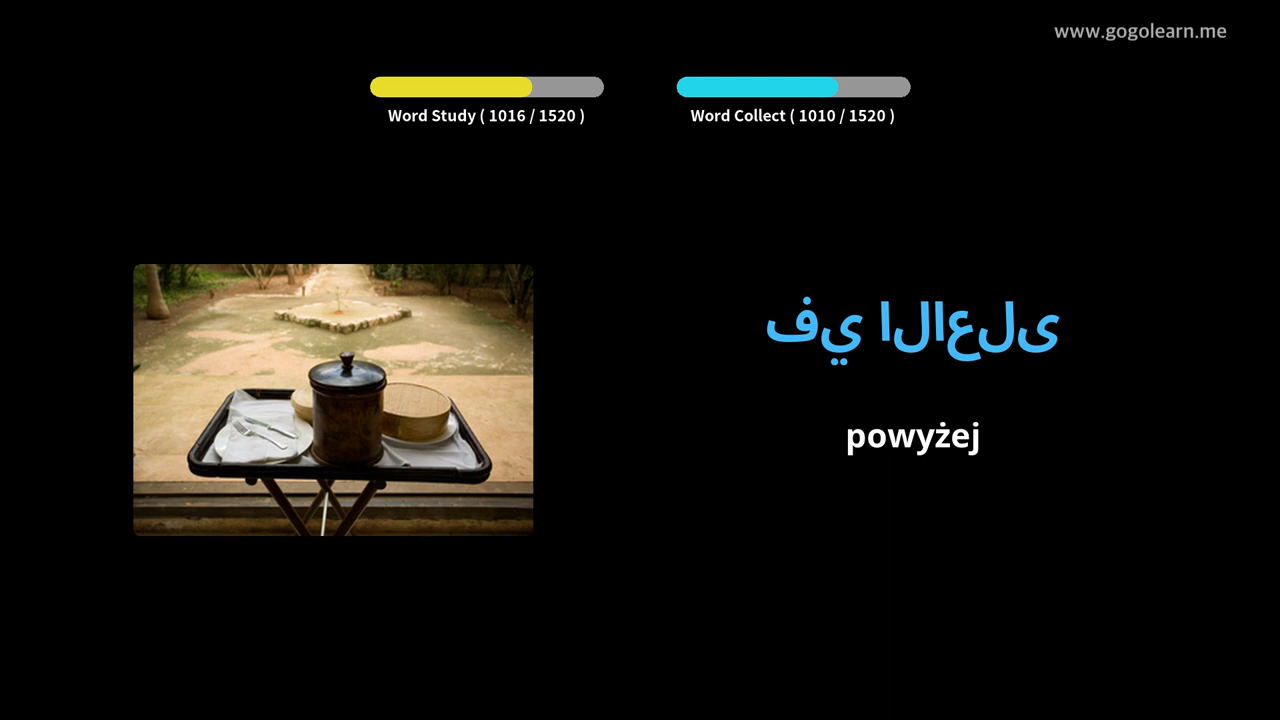 www.gogolearn.me
Word Study ( 1016 / 1520 )
Word Collect ( 1010 / 1520 )
في الاعلى
powyżej